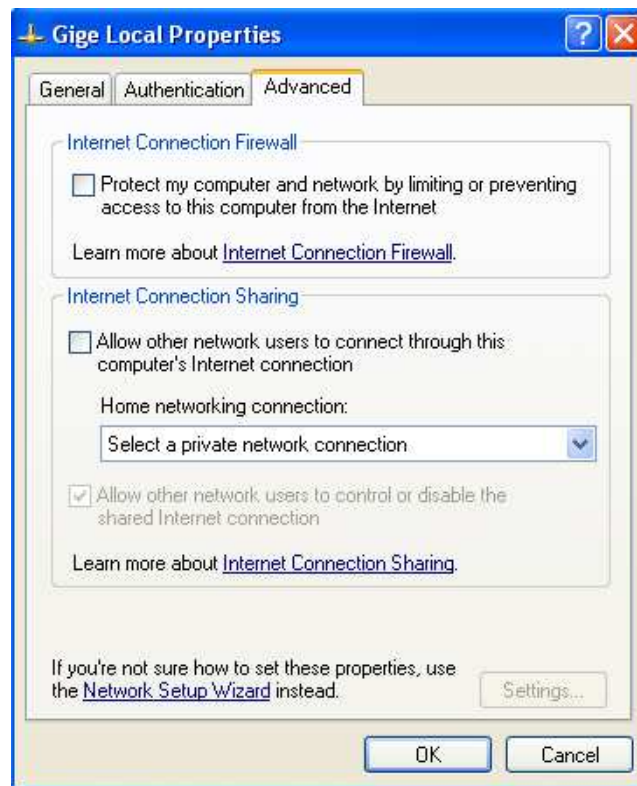 Gige Local Properties
General Authentication Advanced
Internet Connection Firewall
Protect my computer and network by limiting or preventing
access to this computer from the Internet
Learn more about Internet Connection Firewall.
Internet Connection Sharing
Allow other network users to connect through this
computer's Internet connection
Home networking connection:
Select a private network connection
Allow other network users to control or disable the
shared Internet connection
Learn more about Internet Connection Sharing.
If you're not sure how to set these properties, use
the Network Setup Wizard instead.
Settings...
OK Cancel